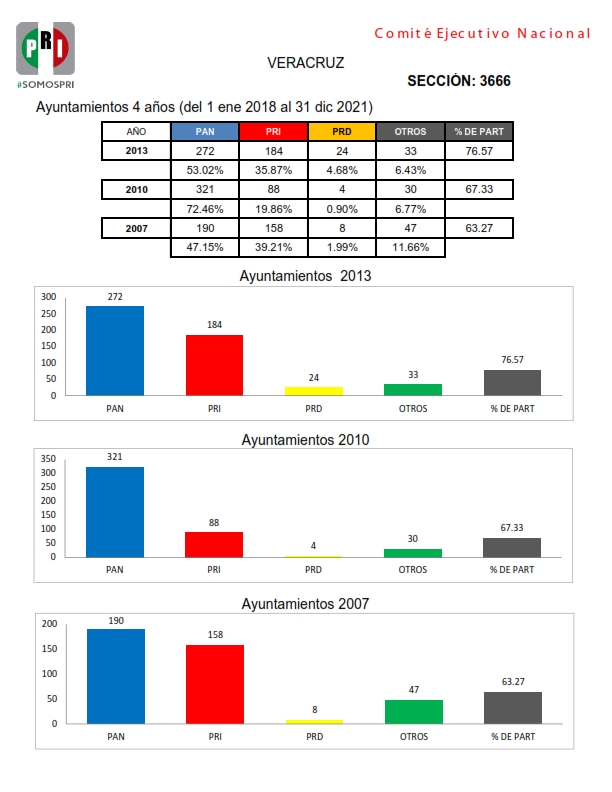 Comité Ejecutivo Nacional
PRI
#SOMOSPRI
VERACRUZ
SECCIÓN: 3666
Ayuntamientos 4 años (del 1 ene 2018 al 31 dic 2021)
AÑO PAN PRI PRD OTROS % DE PART
2013 272 184 24 33 76.57
53.02% 35.87% 4.68% 6.43%
2010 321 88 4 30 67.33
72.46% 19.86% 0.90% 6.77%
2007 190 158 8 47 63.27
47.15% 39.21% 1.99% 11.66%
Ayuntamientos 2013
300
250
200
150
100
50
0
272 184 24 33 76.57
PAN PRI PRD OTROS % DE PART
Ayuntamientos 2010
350
300
250
200
150
100
50
0
321 88 4 30 67.33
PAN PRI PRD OTROS % DE PART
Ayuntamientos 2007
200
150
100
50
0
190 158 8 47 63.27
PAN PRI PRD OTROS % DE PART